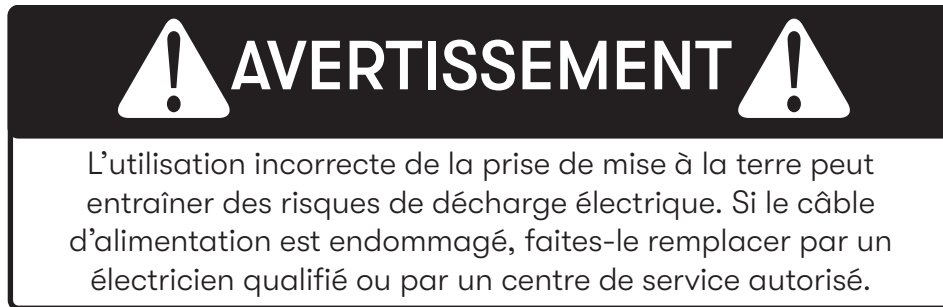 AVERTISSEMENT
L’utilisation incorrecte de la prise de mise à la terre peut
entraîner des risques de décharge électrique. Si le câble
d’alimentation est endommagé, faites-le remplacer par un
électricien qualifié ou par un centre de service autorisé.